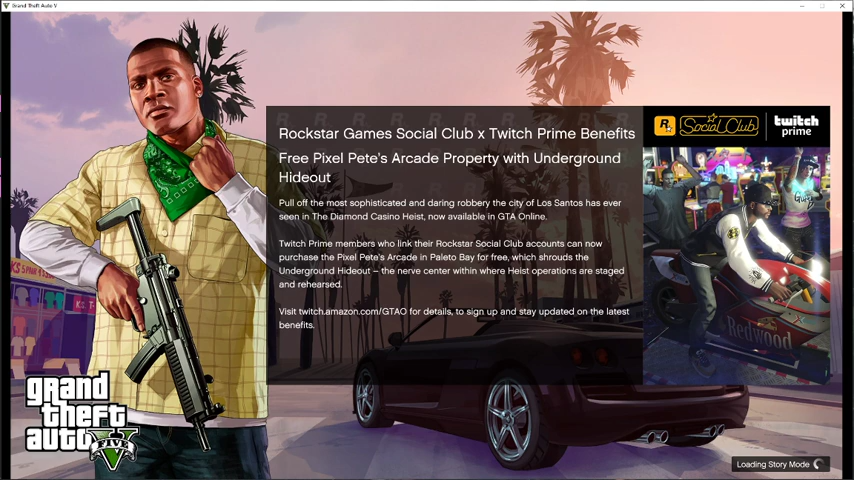 Grand Theft Auto V
Rockstar Games Social Club x Twitch Prime Benefits
Free Pixel Pete's Arcade Property with Underground
Hideout
Pull off the most sophisticated and daring robbery the city of Los Santos has ever
seen in The Diamond Casino Heist, now available in GTA Online.
Twitch Prime members who link their Rockstar Social Club accounts can now
purchase the Pixel Pete's Arcade in Paleto Bay for free, which shrouds the
Underground Hideout – the nerve center within where Heist operations are staged
and rehearsed.
Visit twitch.amazon.com/GTAO for details, to sign up and stay updated on the latest
benefits.
R
Social Club
twitch
prime
Redwood
grand
theft
auto
V
FIVE
Loading Story Mode